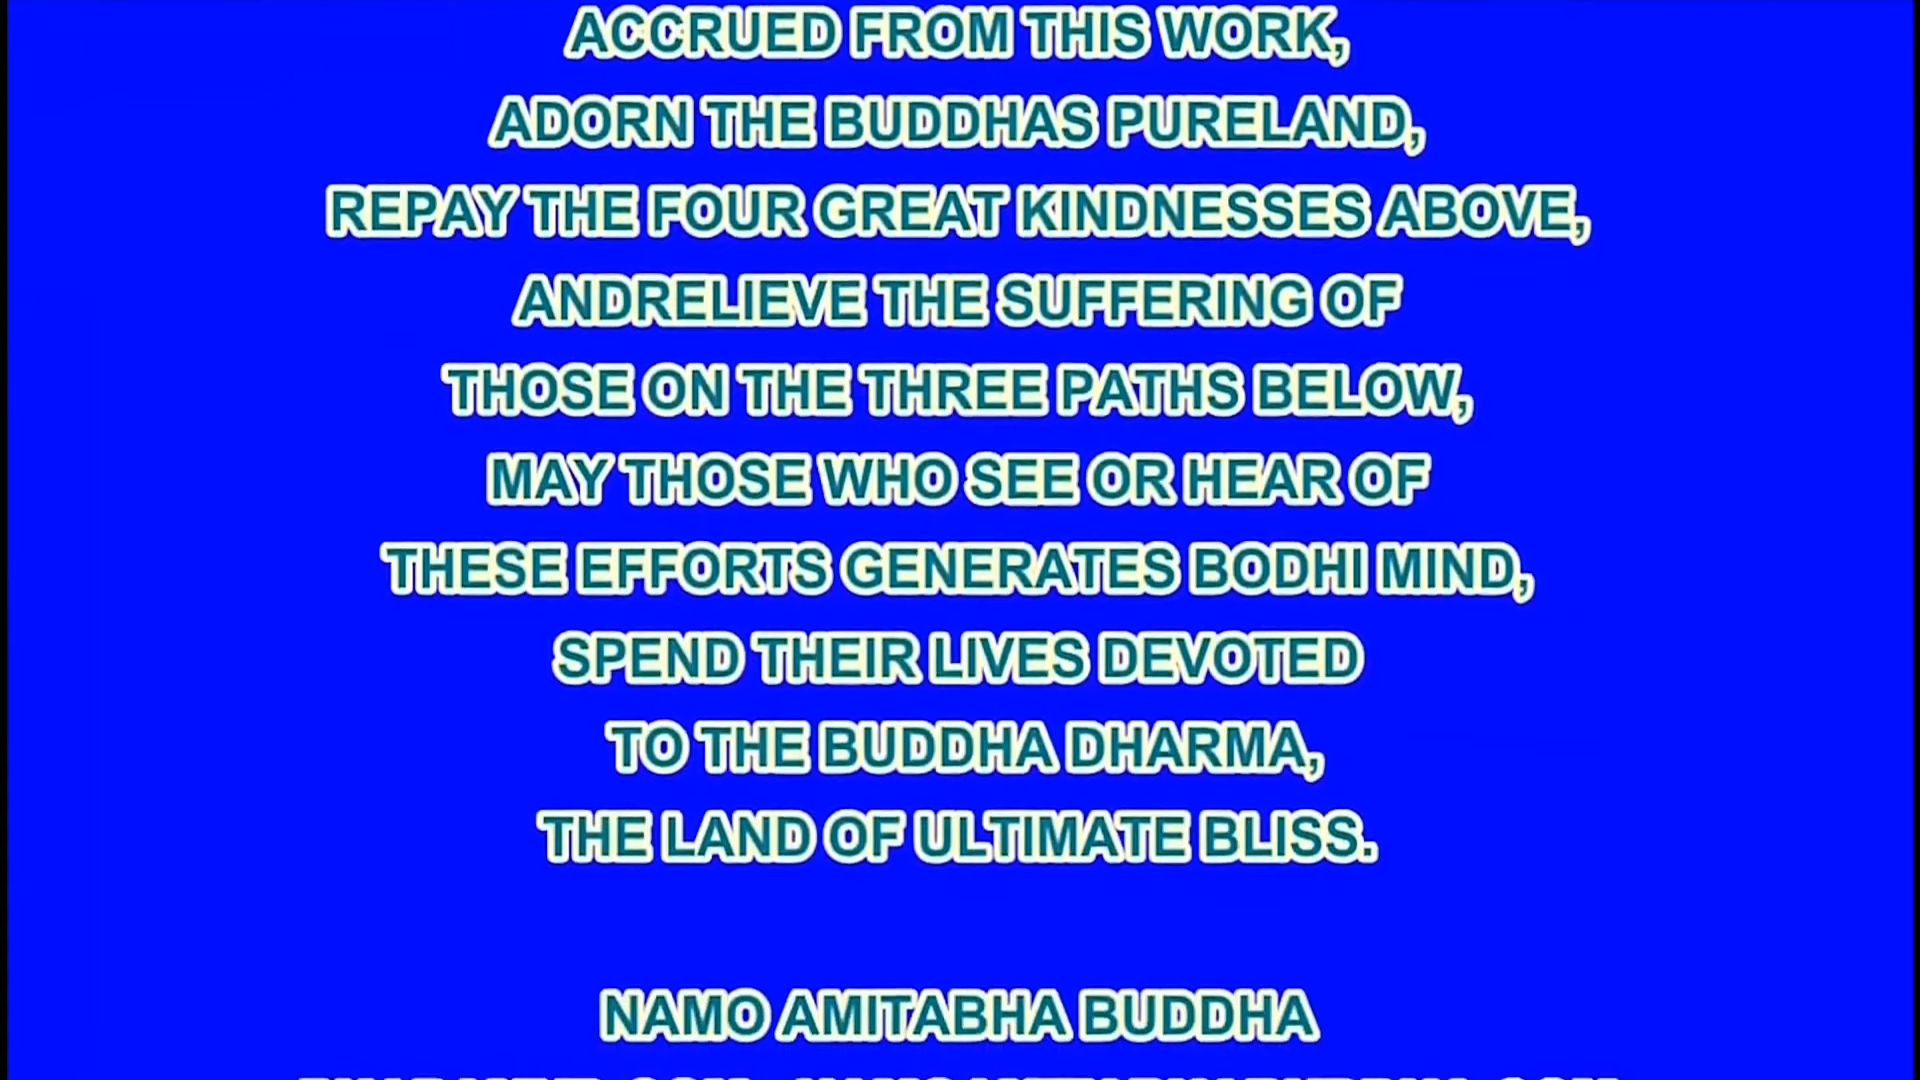 ACCRUED FROM THIS WORK,
ADORN THE BUDDHAS PURELAND,
REPAY THE FOUR GREAT KINDNESSES ABOVE,
ANDRELIEVE THE SUFFERING OF
THOSE ON THE THREE PATHS BELOW,
MAY THOSE WHO SEE OR HEAR OF
THESE EFFORTS GENERATES BODHI MIND,
SPEND THEIR LIVES DEVOTED
TO THE BUDDHA DHARMA,
THE LAND OF ULTIMATE BLISS.
NAMO AMITABHA BUDDHA